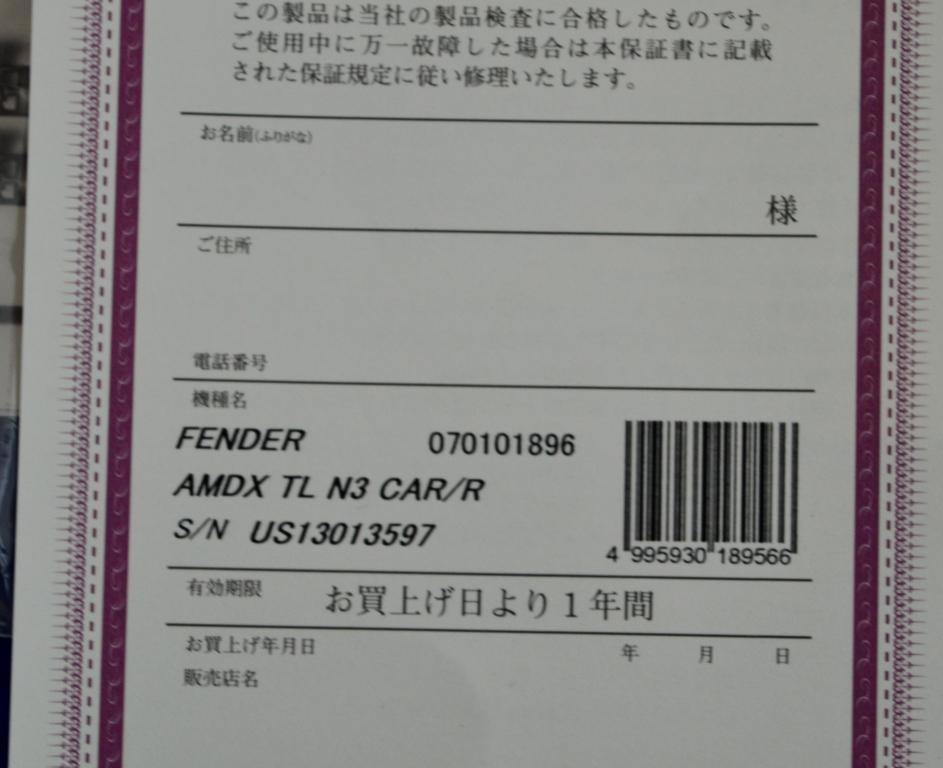 この製品は当社の製品検査に合格したものです。
ご使用中に万一故障した場合は本保証書に記載
された保証規定に従い修理いたします。
お名前(ふりがな)
様
ご住所
電話番号
機種名
FENDER 070101896
AMDX TL N3 CAR/R
S/N US13013597
4 995930 189566
有効期限 お買上げ日より1年間
お買上げ年月日 年 月 日
販売店名